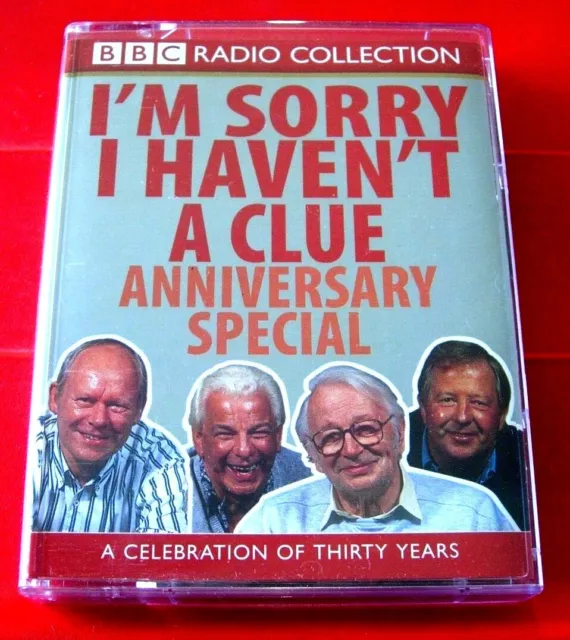 BBC RADIO COLLECTION
I'M SORRY
I HAVEN'T
A CLUE
ANNIVERSARY
SPECIAL
A CELEBRATION OF THIRTY YEARS